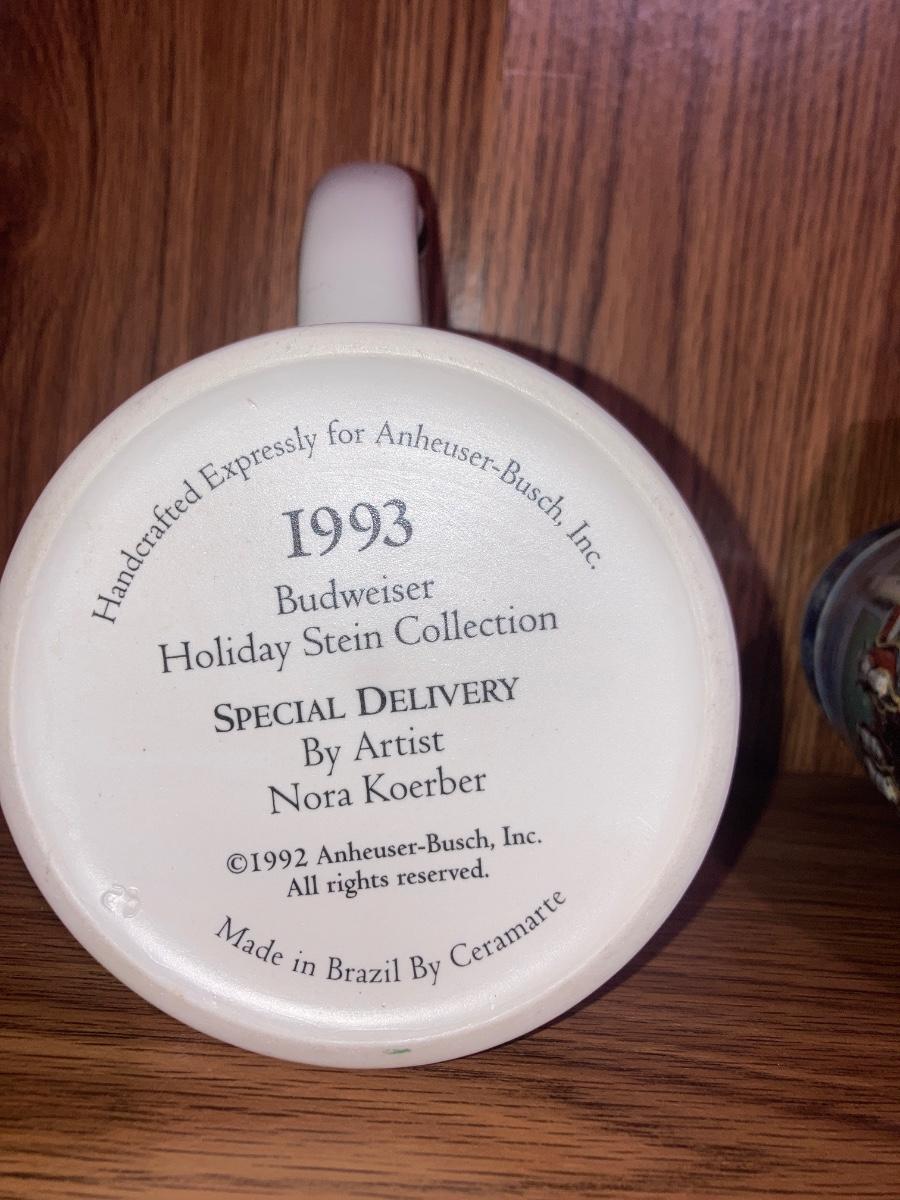 Handcrafted Expressly for Anheuser-Busch, Inc.
1993
Budweiser
Holiday Stein Collection
SPECIAL DELIVERY
By Artist
Nora Koerber
©1992 Anheuser-Busch, Inc.
All rights reserved.
Made in Brazil By Ceramarte